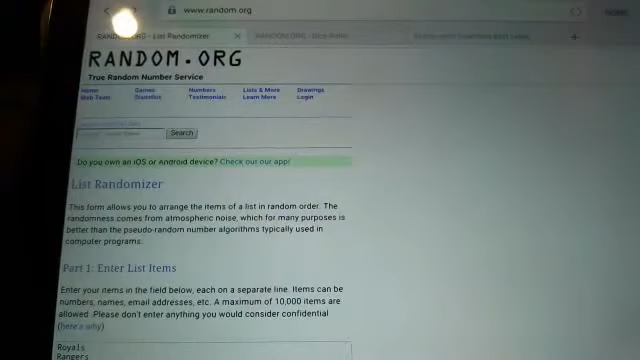 www.random.org
List Randomizer
RANDOM.ORG
True Random Number Service
Home Games Numbers Lists & More Drawings
Web Tools Statistics Testimonials Learn More Login
Search
Do you own an iOS or Android device? Check out our app!
List Randomizer
This form allows you to arrange the items of a list in random order. The
randomness comes from atmospheric noise, which for many purposes is
better than the pseudo-random number algorithms typically used in
computer programs.
Part 1: Enter List Items
Enter your items in the field below, each on a separate line. Items can be
numbers, names, email addresses, etc. A maximum of 10,000 items are
allowed. Please don't enter anything you would consider confidential
(here's why)
Royals
Rangers